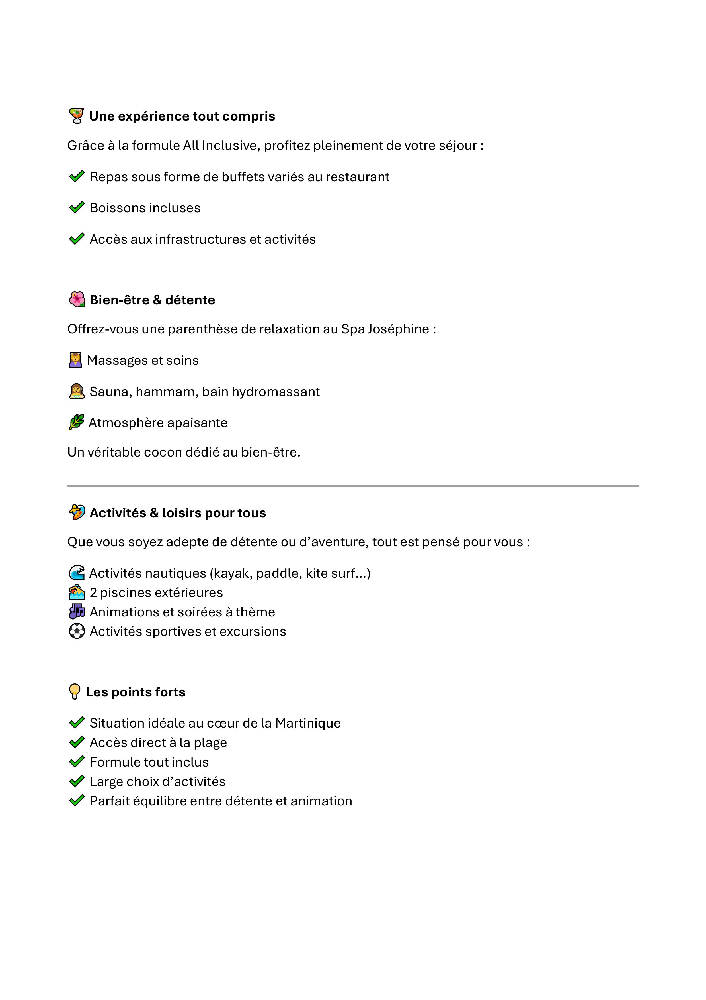 🍹 Une expérience tout compris
Grâce à la formule All Inclusive, profitez pleinement de votre séjour :
✔ Repas sous forme de buffets variés au restaurant
✔ Boissons incluses
✔ Accès aux infrastructures et activités
🌺 Bien-être & détente
Offrez-vous une parenthèse de relaxation au Spa Joséphine :
💆‍♀️ Massages et soins
🧖‍♀️ Sauna, hammam, bain hydromassant
🌿 Atmosphère apaisante
Un véritable cocon dédié au bien-être.
🏄 Activités & loisirs pour tous
Que vous soyez adepte de détente ou d’aventure, tout est pensé pour vous :
🌊 Activités nautiques (kayak, paddle, kite surf…)
🏊 2 piscines extérieures
🎶 Animations et soirées à thème
⚽ Activités sportives et excursions
💡 Les points forts
✔ Situation idéale au cœur de la Martinique
✔ Accès direct à la plage
✔ Formule tout inclus
✔ Large choix d’activités
✔ Parfait équilibre entre détente et animation